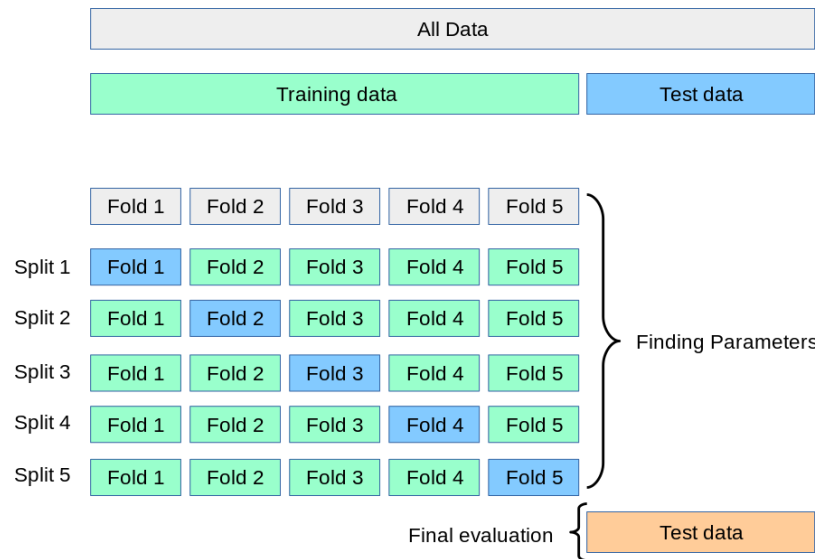 All Data
Training data Test data
Fold 1 Fold 2 Fold 3 Fold 4 Fold 5
Split 1 Fold 1 Fold 2 Fold 3 Fold 4 Fold 5
Split 2 Fold 1 Fold 2 Fold 3 Fold 4 Fold 5
Finding Parameters
Split 3 Fold 1 Fold 2 Fold 3 Fold 4 Fold 5
Split 4 Fold 1 Fold 2 Fold 3 Fold 4 Fold 5
Split 5 Fold 1 Fold 2 Fold 3 Fold 4 Fold 5
Final evaluation Test data